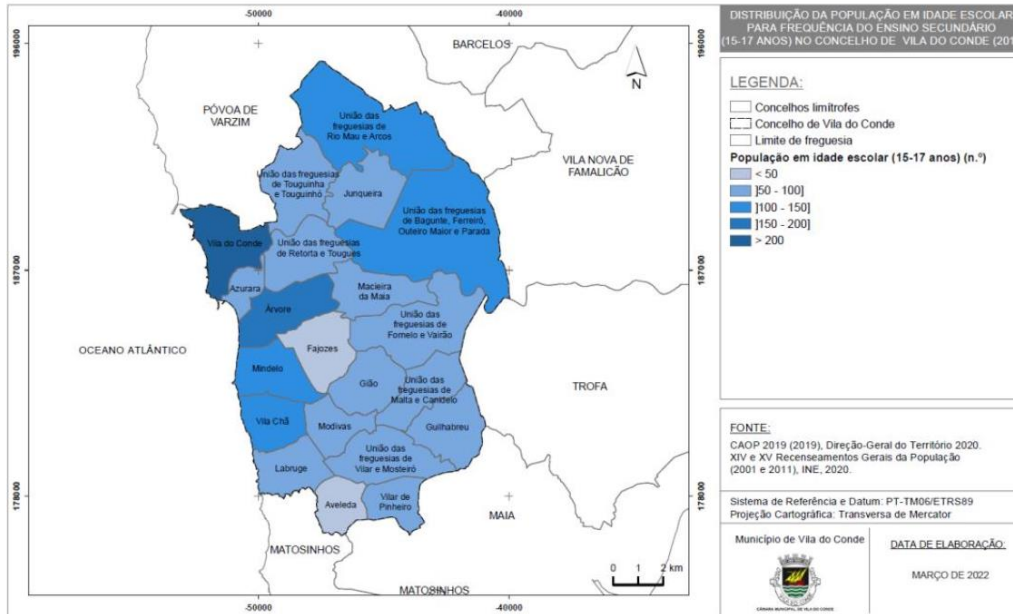 -50000
-40000
196000
196000
187000
187000
178000
178000
-50000
-40000
BARCELOS
PÓVOA DE
VARZIM
VILA NOVA DE
FAMALICÃO
OCEANO ATLÂNTICO
TROFA
MAIA
MATOSINHOS
MATOSINHOS
N
0 1 2 km
União das
freguesias de
Rio Mau e Arcos
União das freguesias
de Touguinha
e Touguinhó
Junqueira
União das freguesias
de Bagunte, Ferreiró,
Outeiro Maior e Parada
Vila do Conde
União das freguesias
de Retorta e Tougues
Azurara
Macieira
da Maia
Árvore
União das
freguesias de
Fornelo e Vairão
Fajozes
Mindelo
Gião
União das
freguesias de
Malta e Canidelo
Vila Chã
Modivas
Guilhabreu
União das
freguesias de
Vilar e Mosteiró
Labruge
Aveleda
Vilar de
Pinheiro
DISTRIBUIÇÃO DA POPULAÇÃO EM IDADE ESCOLAR
PARA FREQUÊNCIA DO ENSINO SECUNDÁRIO
(15-17 ANOS) NO CONCELHO DE VILA DO CONDE
LEGENDA:
Concelhos limítrofes
Concelho de Vila do Conde
Limite de freguesia
População em idade escolar (15-17 anos) (n.º)
< 50
]50 - 100]
]100 - 150]
]150 - 200]
> 200
FONTE:
CAOP 2019 (2019), Direção-Geral do Território 2020.
XIV e XV Recenseamentos Gerais da População
(2001 e 2011), INE, 2020.
Sistema de Referência e Datum: PT-TM06/ETRS89
Projeção Cartográfica: Transversa de Mercator
Município de Vila do Conde
CÂMARA MUNICIPAL DE VILA DO CONDE
DATA DE ELABORAÇÃO:
MARÇO DE 2022